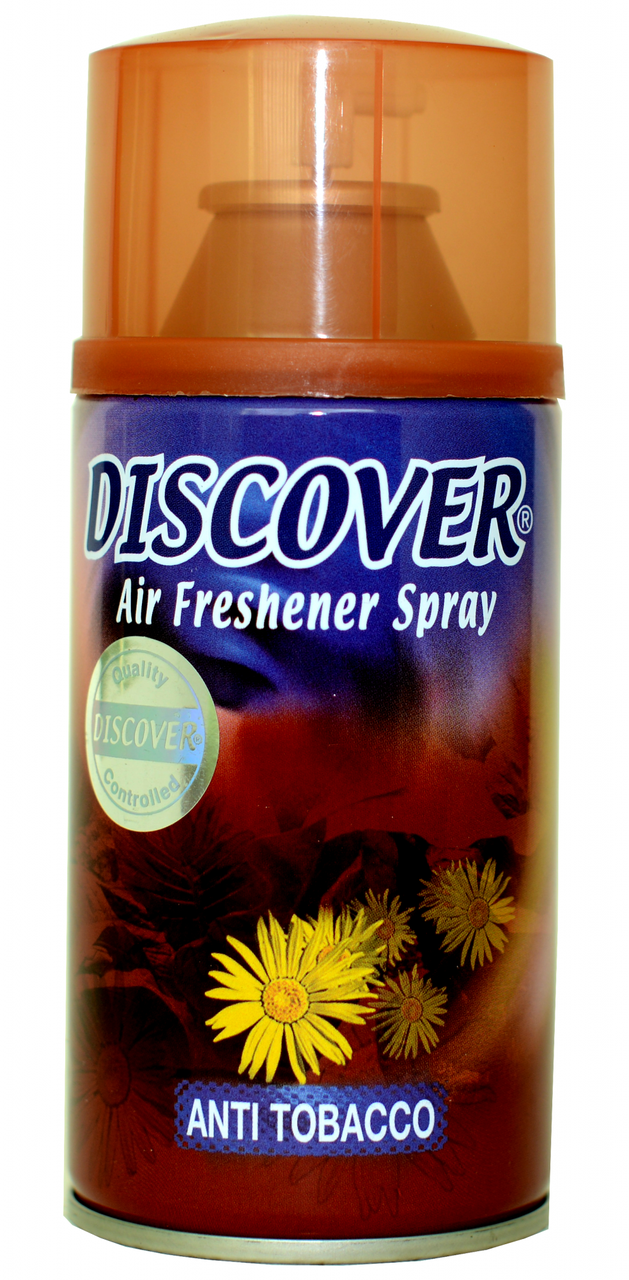 DISCOVER®
Air Freshener Spray
Quality
DISCOVER®
Controlled
ANTI TOBACCO